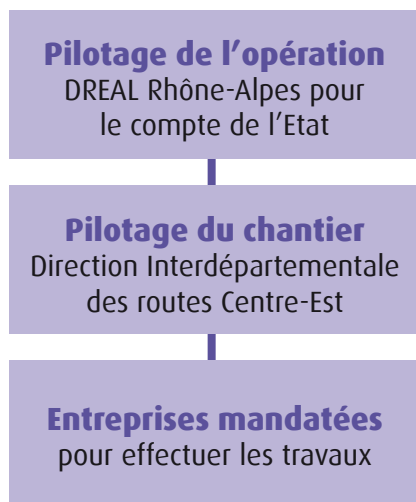 Pilotage de l’opération
DREAL Rhône-Alpes pour
le compte de l’Etat
Pilotage du chantier
Direction Interdépartementale
des routes Centre-Est
Entreprises mandatées
pour effectuer les travaux